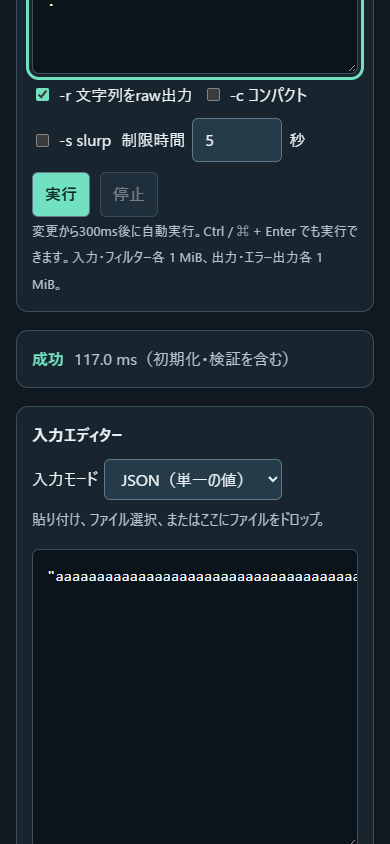 .
-r 文字列をraw出力 -c コンパクト
-s slurp 制限時間 5 秒
実行 停止
変更から300ms後に自動実行。Ctrl / ⌘ + Enter でも実行で
きます。入力・フィルター各 1 MiB、出力・エラー出力各 1
MiB。
成功 117.0 ms（初期化・検証を含む）
入力エディター
入力モード JSON（単一の値）
貼り付け、ファイル選択、またはここにファイルをドロップ。
"aaaaaaaaaaaaaaaaaaaaaaaaaaaaaaaaaaaaa